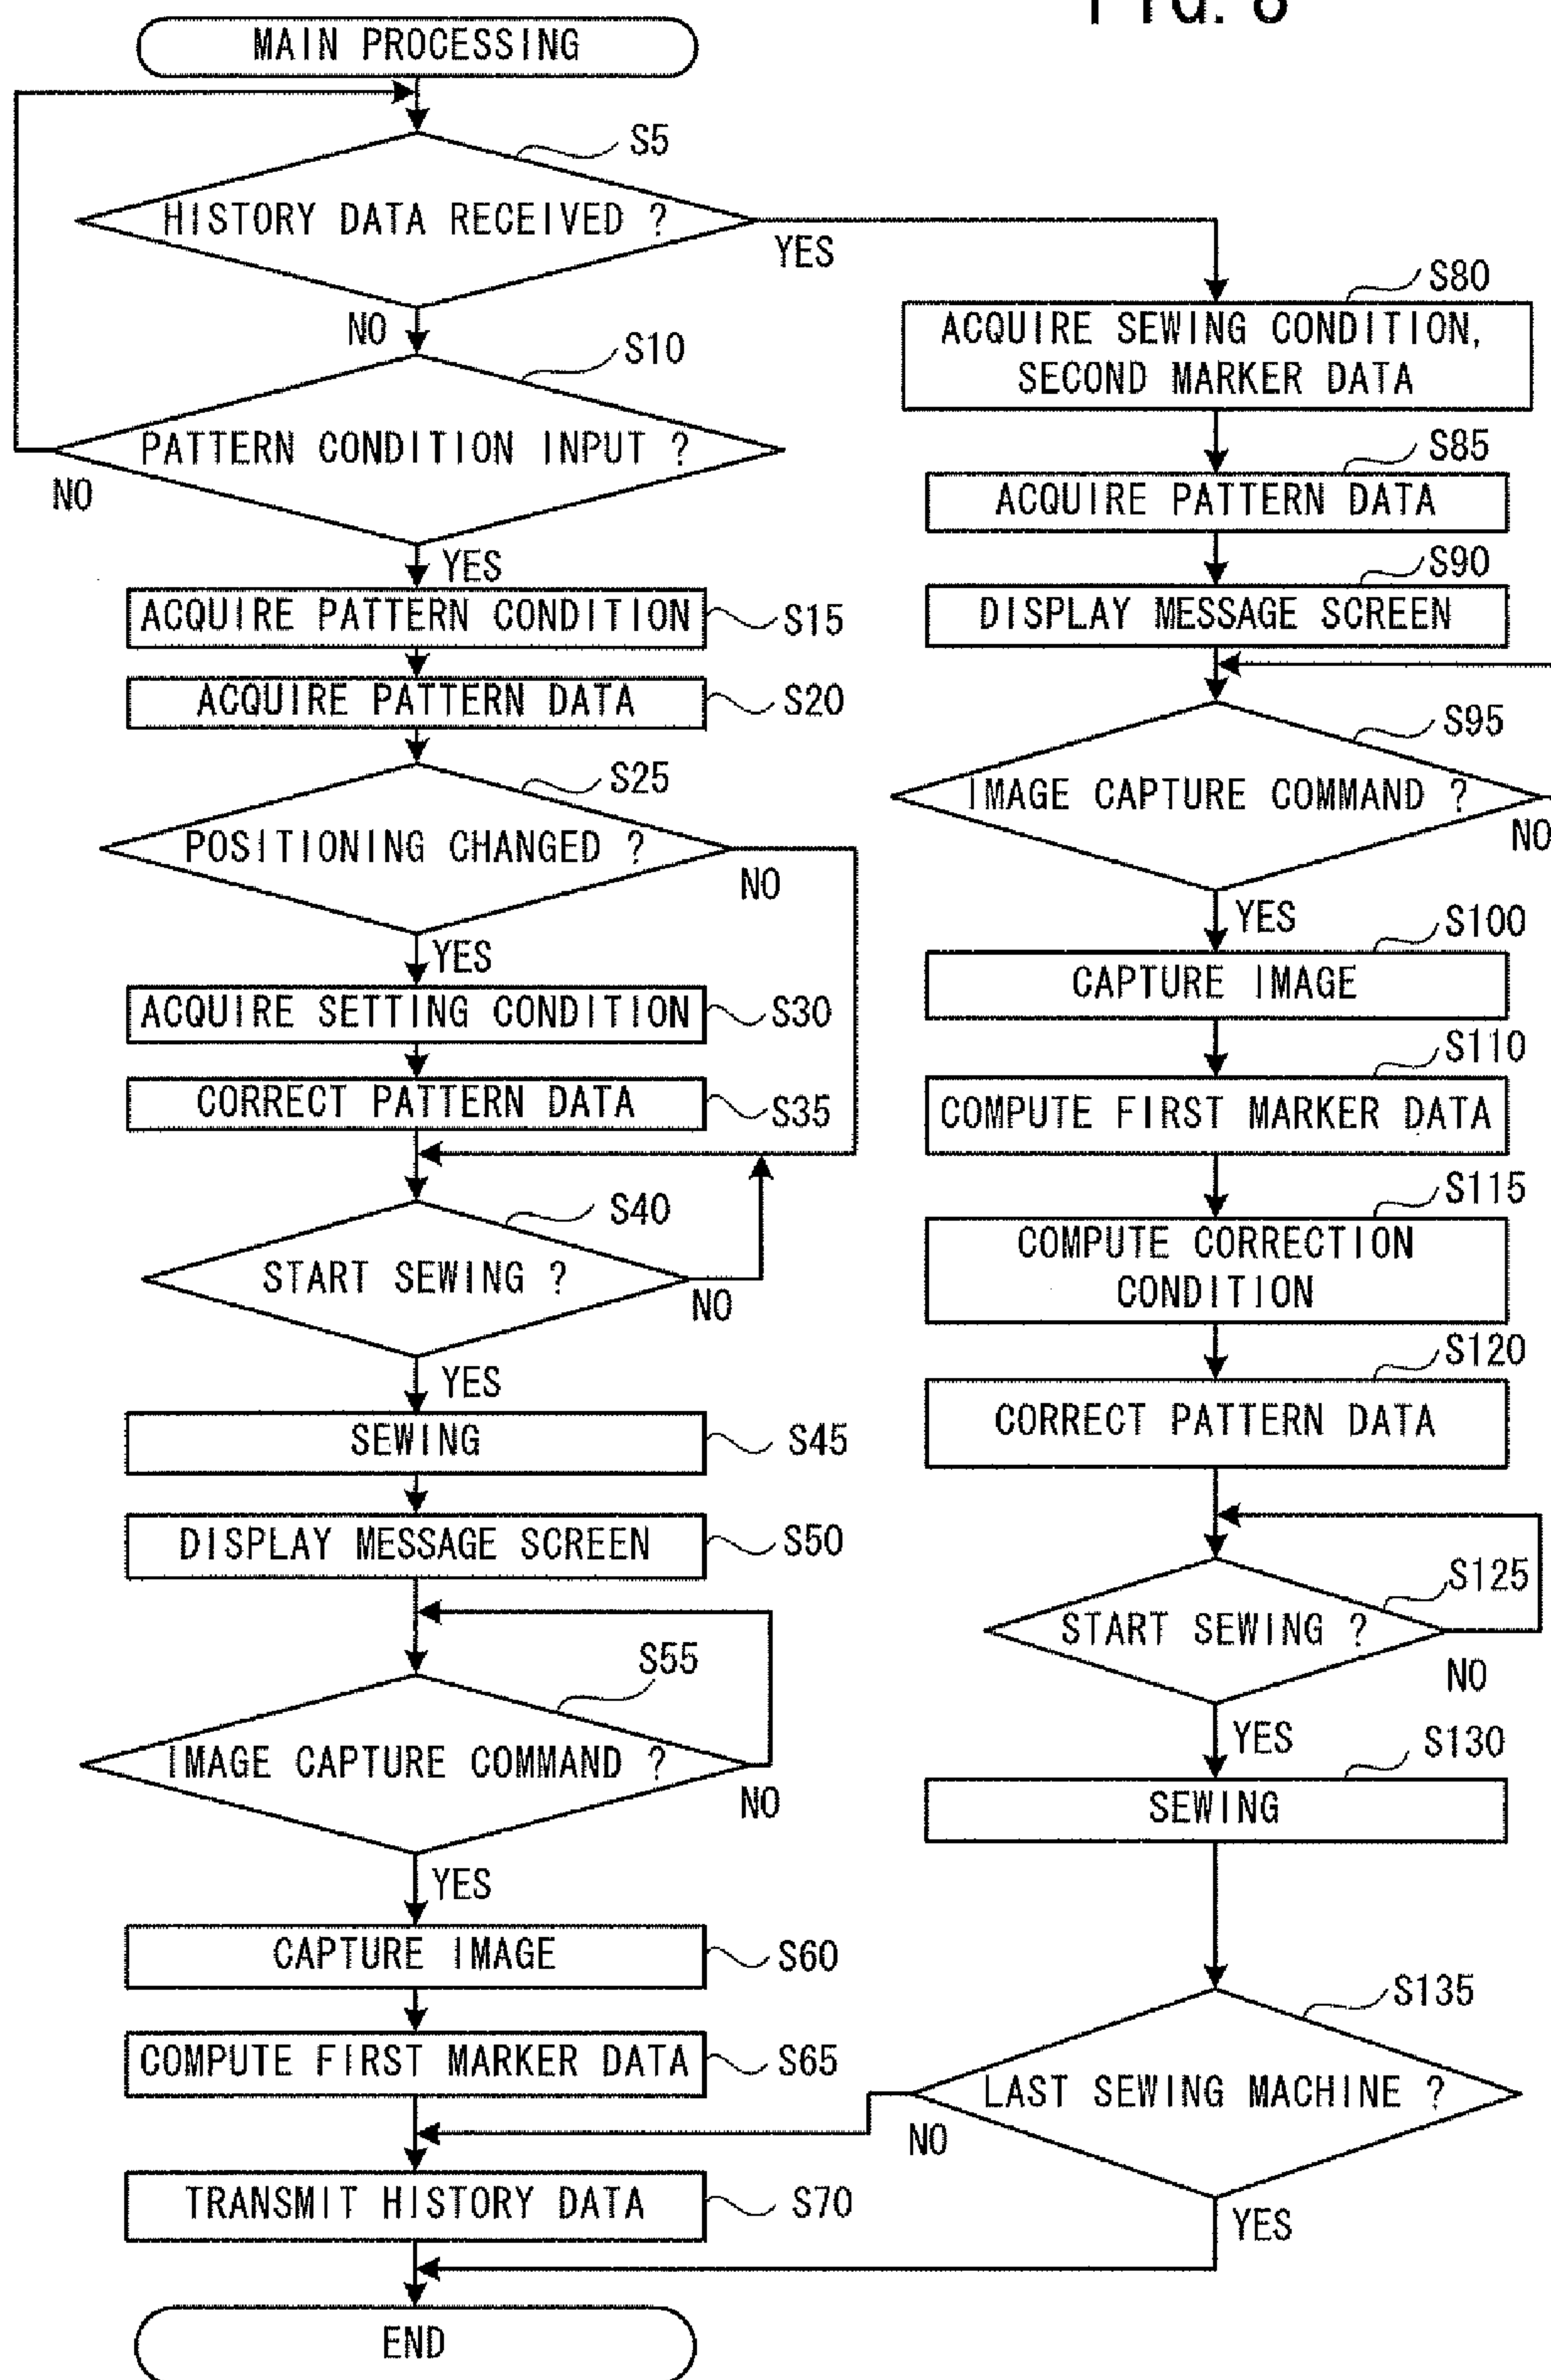 FIG. 8
MAIN PROCESSING
S5
HISTORY DATA RECEIVED ?
YES
NO
S10
PATTERN CONDITION INPUT ?
NO
YES
ACQUIRE PATTERN CONDITION
S15
ACQUIRE PATTERN DATA
S20
S25
POSITIONING CHANGED ?
NO
YES
ACQUIRE SETTING CONDITION
S30
CORRECT PATTERN DATA
S35
S40
START SEWING ?
NO
YES
SEWING
S45
DISPLAY MESSAGE SCREEN
S50
S55
IMAGE CAPTURE COMMAND ?
NO
YES
CAPTURE IMAGE
S60
COMPUTE FIRST MARKER DATA
S65
TRANSMIT HISTORY DATA
S70
END
S80
ACQUIRE SEWING CONDITION,
SECOND MARKER DATA
S85
ACQUIRE PATTERN DATA
S90
DISPLAY MESSAGE SCREEN
S95
IMAGE CAPTURE COMMAND ?
NO
YES
S100
CAPTURE IMAGE
S110
COMPUTE FIRST MARKER DATA
S115
COMPUTE CORRECTION
CONDITION
S120
CORRECT PATTERN DATA
S125
START SEWING ?
NO
YES
S130
SEWING
S135
LAST SEWING MACHINE ?
NO
YES